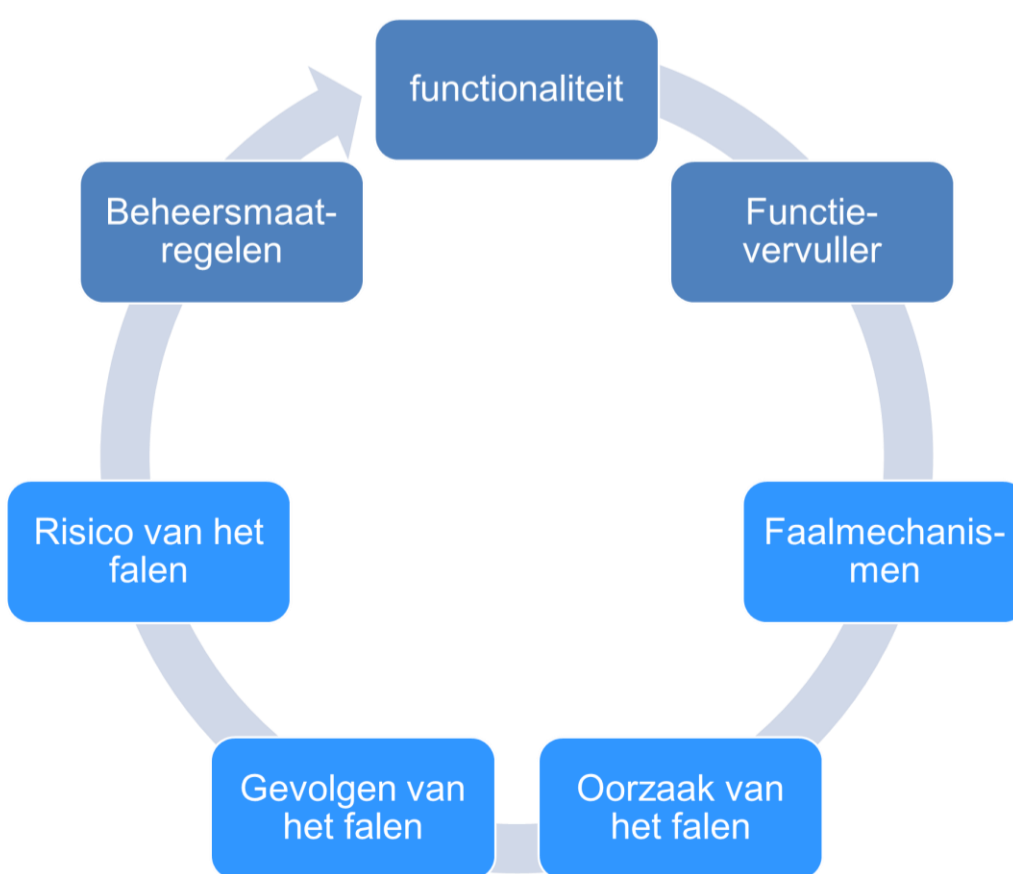 functionaliteit
Functie-
vervuller
Faalmechanis-
men
Oorzaak van
het falen
Gevolgen van
het falen
Risico van het
falen
Beheersmaat-
regelen